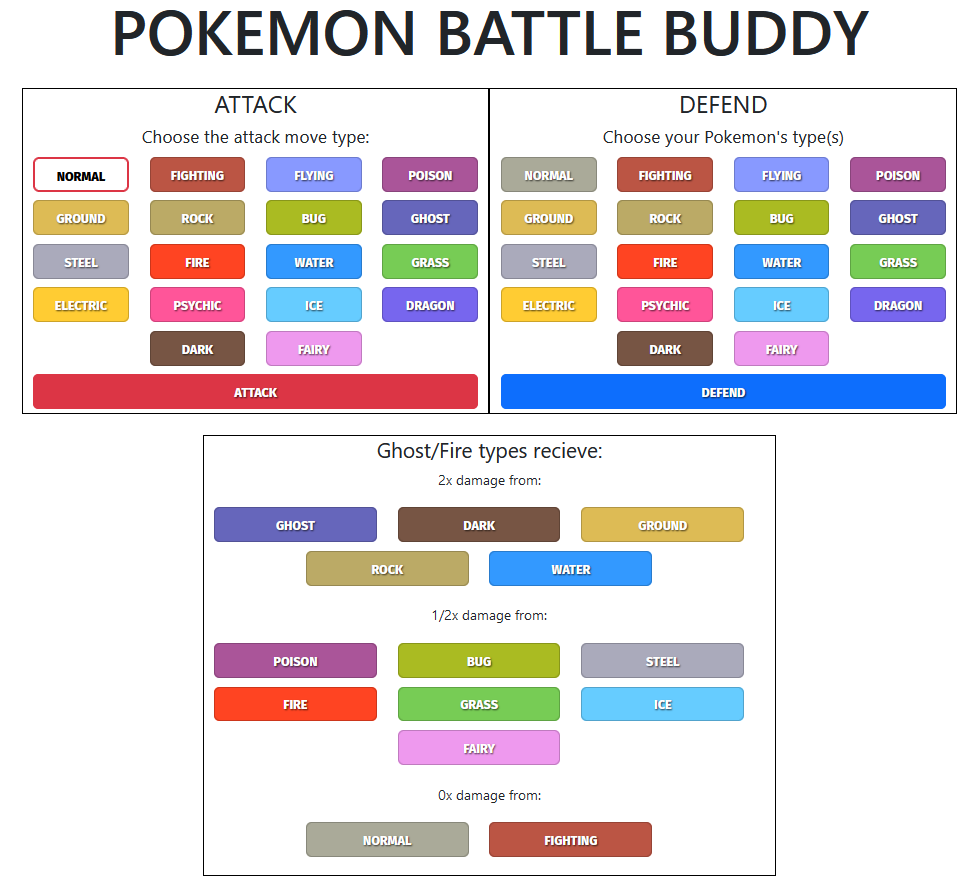 POKEMON BATTLE BUDDY
ATTACK
Choose the attack move type:
NORMAL FIGHTING FLYING POISON
GROUND ROCK BUG GHOST
STEEL FIRE WATER GRASS
ELECTRIC PSYCHIC ICE DRAGON
DARK FAIRY
ATTACK
DEFEND
Choose your Pokemon's type(s)
NORMAL FIGHTING FLYING POISON
GROUND ROCK BUG GHOST
STEEL FIRE WATER GRASS
ELECTRIC PSYCHIC ICE DRAGON
DARK FAIRY
DEFEND
Ghost/Fire types recieve:
2x damage from:
GHOST DARK GROUND
ROCK WATER
1/2x damage from:
POISON BUG STEEL
FIRE GRASS ICE
FAIRY
0x damage from:
NORMAL FIGHTING